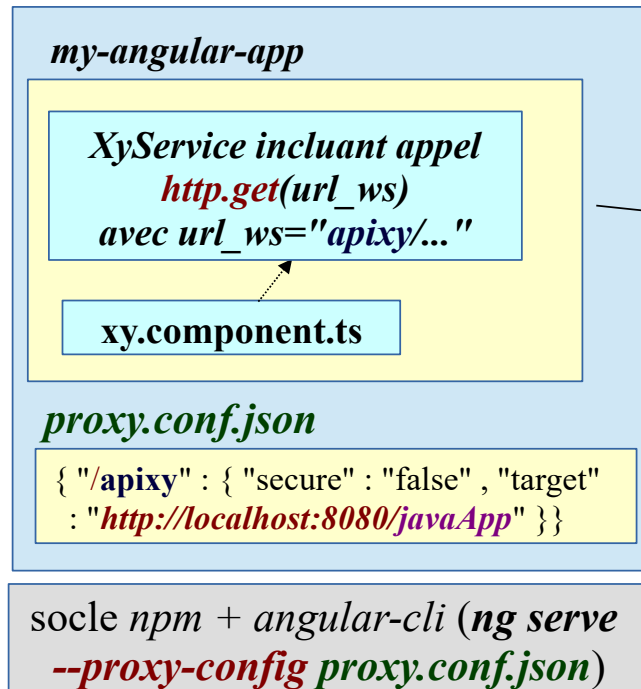 my-angular-app
XyService incluant appel
http.get(url_ws)
avec url_ws="apixy/..."
xy.component.ts
proxy.conf.json
{ "/apixy" : { "secure" : "false" , "target"
: "http://localhost:8080/javaApp" }}
socle npm + angular-cli (ng serve
--proxy-config proxy.conf.json)